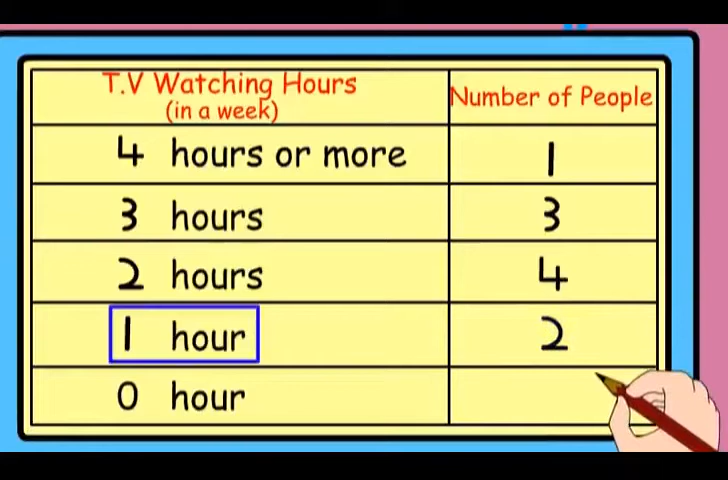 T.V Watching Hours
(in a week)
Number of People
4 hours or more 1
3 hours 3
2 hours 4
1 hour 2
0 hour